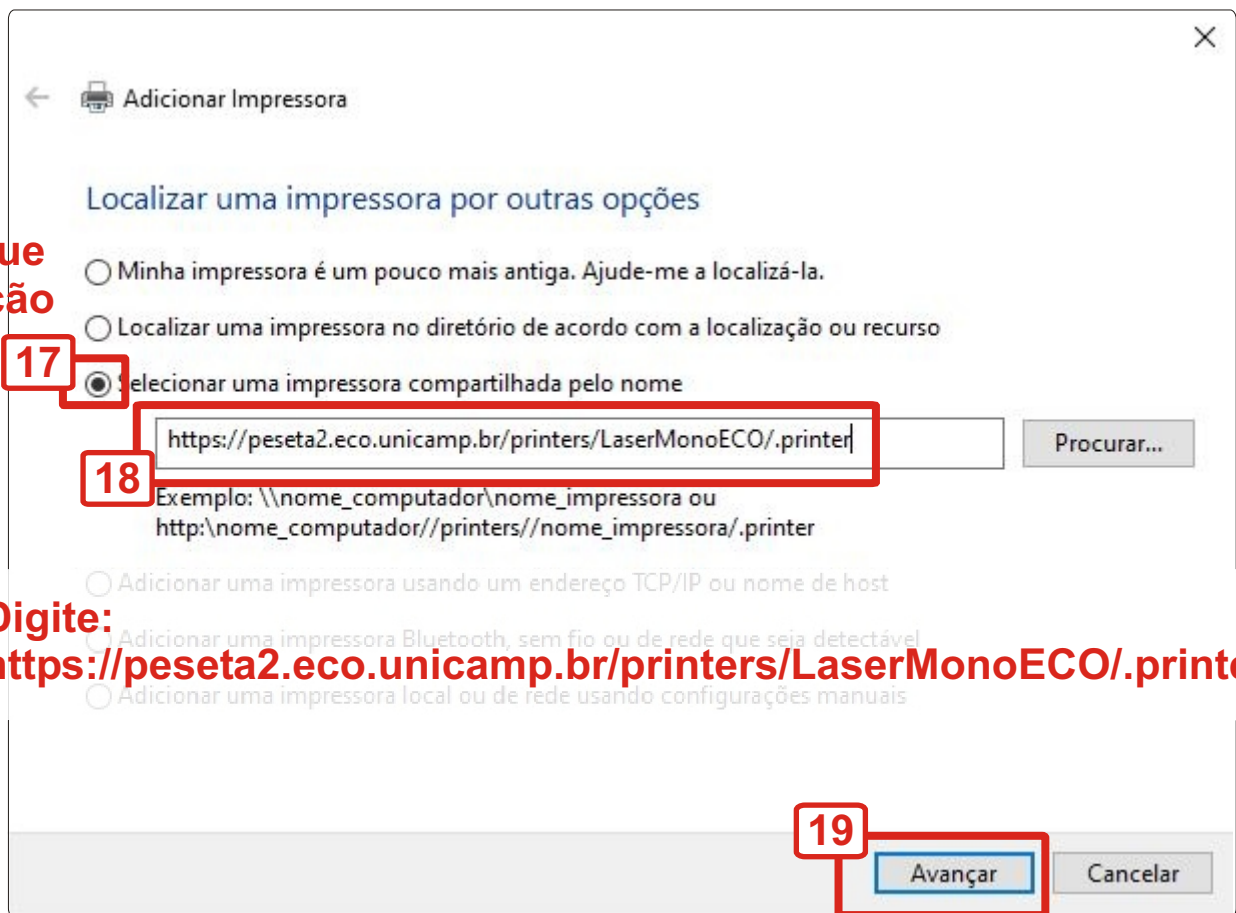 Adicionar Impressora
Localizar uma impressora por outras opções
Minha impressora é um pouco mais antiga. Ajude-me a localizá-la.
Localizar uma impressora no diretório de acordo com a localização ou recurso
17
Selecionar uma impressora compartilhada pelo nome
https://peseta2.eco.unicamp.br/printers/LaserMonoECO/.printer
Procurar...
18
Exemplo: \\nome_computador\nome_impressora ou
http:\nome_computador//printers//nome_impressora/.printer
Adicionar uma impressora usando um endereço TCP/IP ou nome de host
Digite:
Adicionar uma impressora Bluetooth, sem fio ou de rede que seja detectável
https://peseta2.eco.unicamp.br/printers/LaserMonoECO/.printe
Adicionar uma impressora local ou de rede usando configurações manuais
19
Avançar
Cancelar